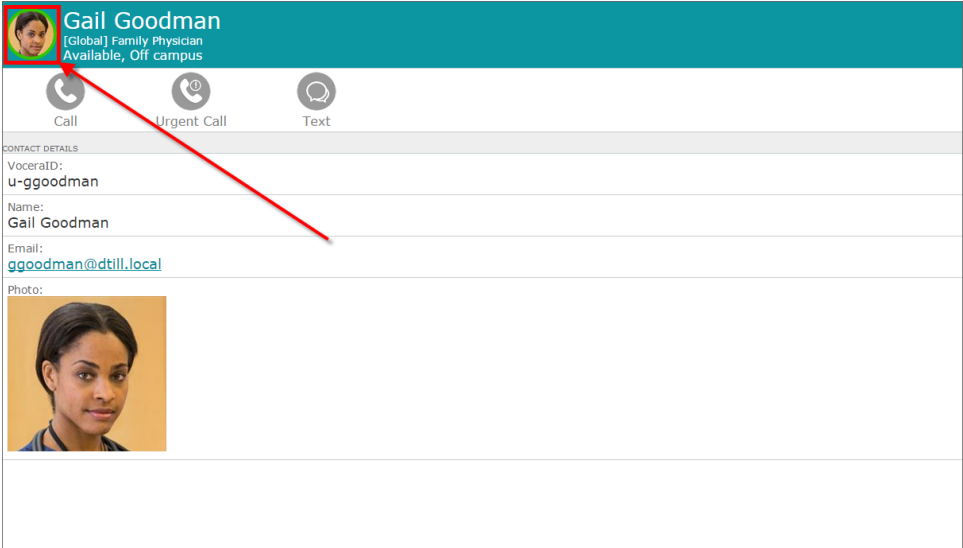 Gail Goodman
[Global] Family Physician
Available, Off campus
Call
Urgent Call
Text
CONTACT DETAILS
VoceraID:
u-ggoodman
Name:
Gail Goodman
Email:
ggoodman@dtill.local
Photo: